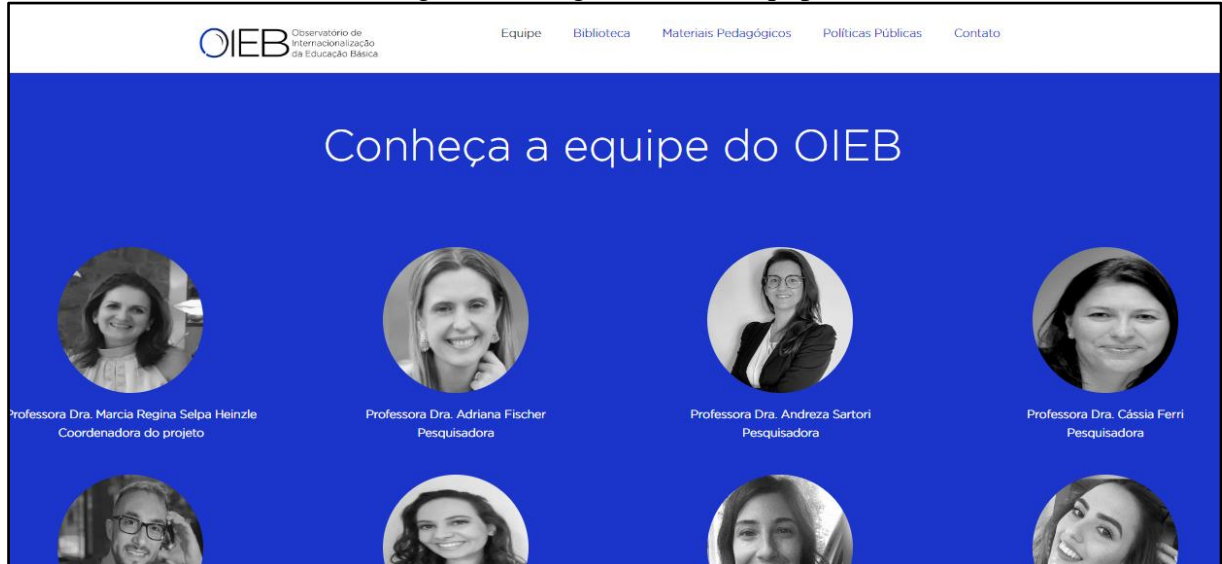 OIEB
Observatório de
Internacionalização
da Educação Básica
Equipe Biblioteca Materiais Pedagógicos Políticas Públicas Contato
Conheça a equipe do OIEB
Professora Dra. Marcia Regina Selpa Heinzle
Coordenadora do projeto
Professora Dra. Adriana Fischer
Pesquisadora
Professora Dra. Andreza Sartori
Pesquisadora
Professora Dra. Cássia Ferri
Pesquisadora